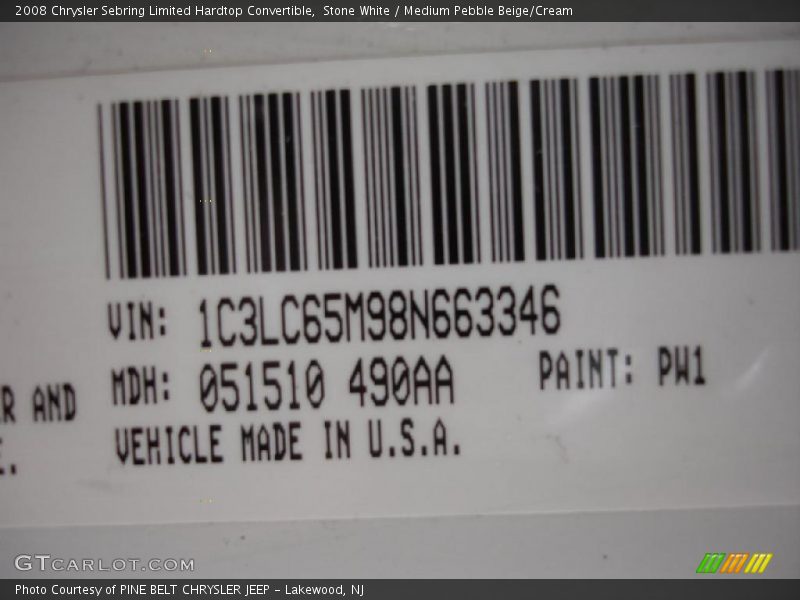 2008 Chrysler Sebring Limited Hardtop Convertible,  Stone White / Medium Pebble Beige/Cream
VIN: 1C3LC65M98N663346
MDH: 051510 490AA PAINT: PW1
R AND
VEHICLE MADE IN U.S.A.
E.
GTCARLOT.COM
Photo Courtesy of PINE BELT CHRYSLER JEEP - Lakewood, NJ